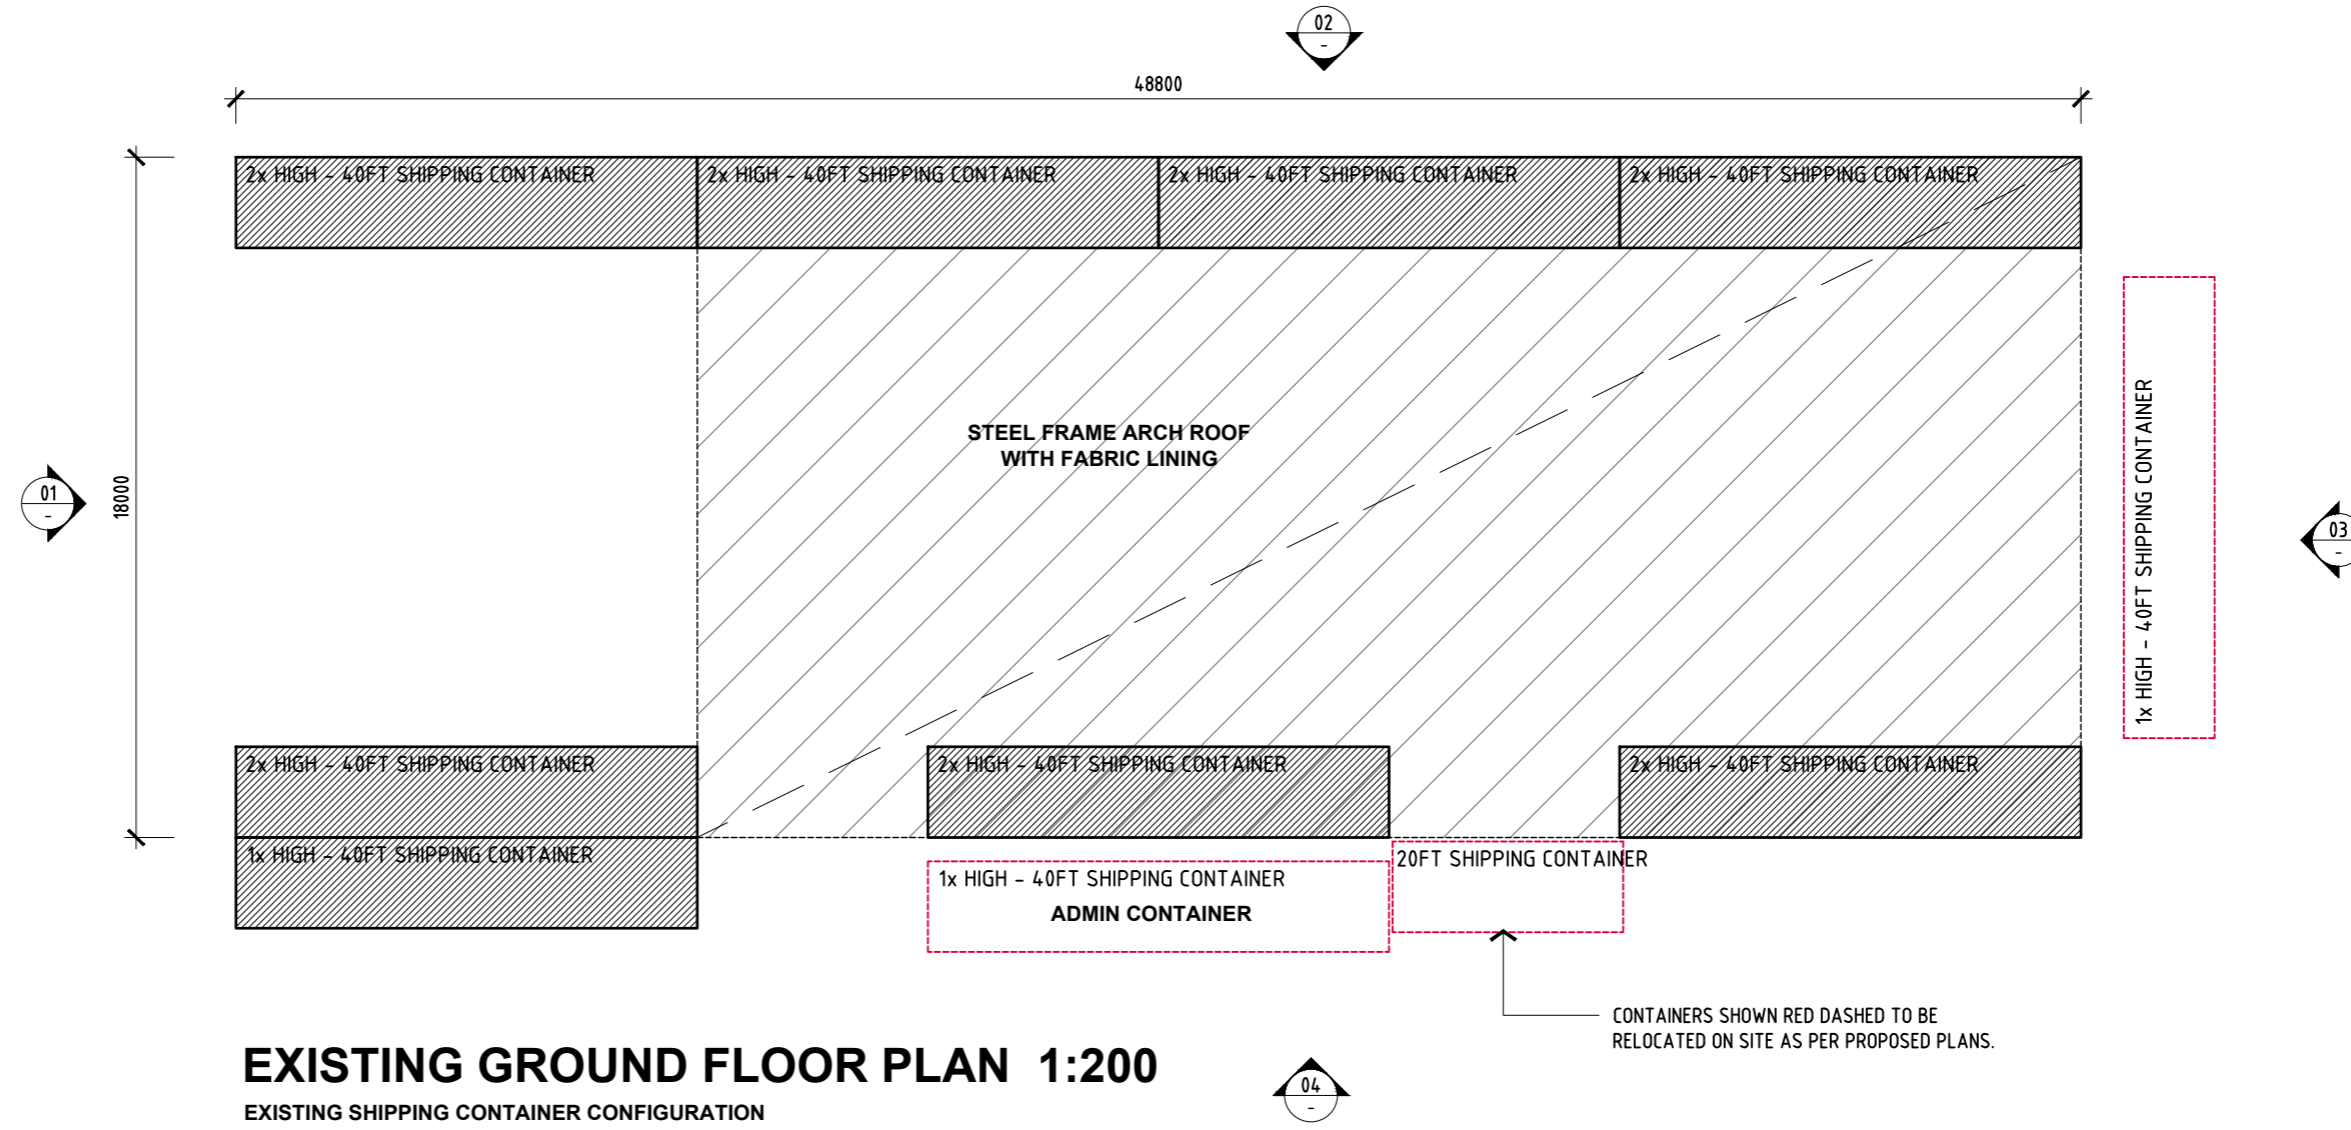 02
-
48800
2x HIGH - 40FT SHIPPING CONTAINER
2x HIGH - 40FT SHIPPING CONTAINER
2x HIGH - 40FT SHIPPING CONTAINER
2x HIGH - 40FT SHIPPING CONTAINER
STEEL FRAME ARCH ROOF
WITH FABRIC LINING
1x HIGH - 40FT SHIPPING CONTAINER
01
-
18000
03
-
2x HIGH - 40FT SHIPPING CONTAINER
2x HIGH - 40FT SHIPPING CONTAINER
2x HIGH - 40FT SHIPPING CONTAINER
1x HIGH - 40FT SHIPPING CONTAINER
20FT SHIPPING CONTAINER
1x HIGH - 40FT SHIPPING CONTAINER
ADMIN CONTAINER
CONTAINERS SHOWN RED DASHED TO BE
RELOCATED ON SITE AS PER PROPOSED PLANS.
EXISTING GROUND FLOOR PLAN 1:200
EXISTING SHIPPING CONTAINER CONFIGURATION
04
-